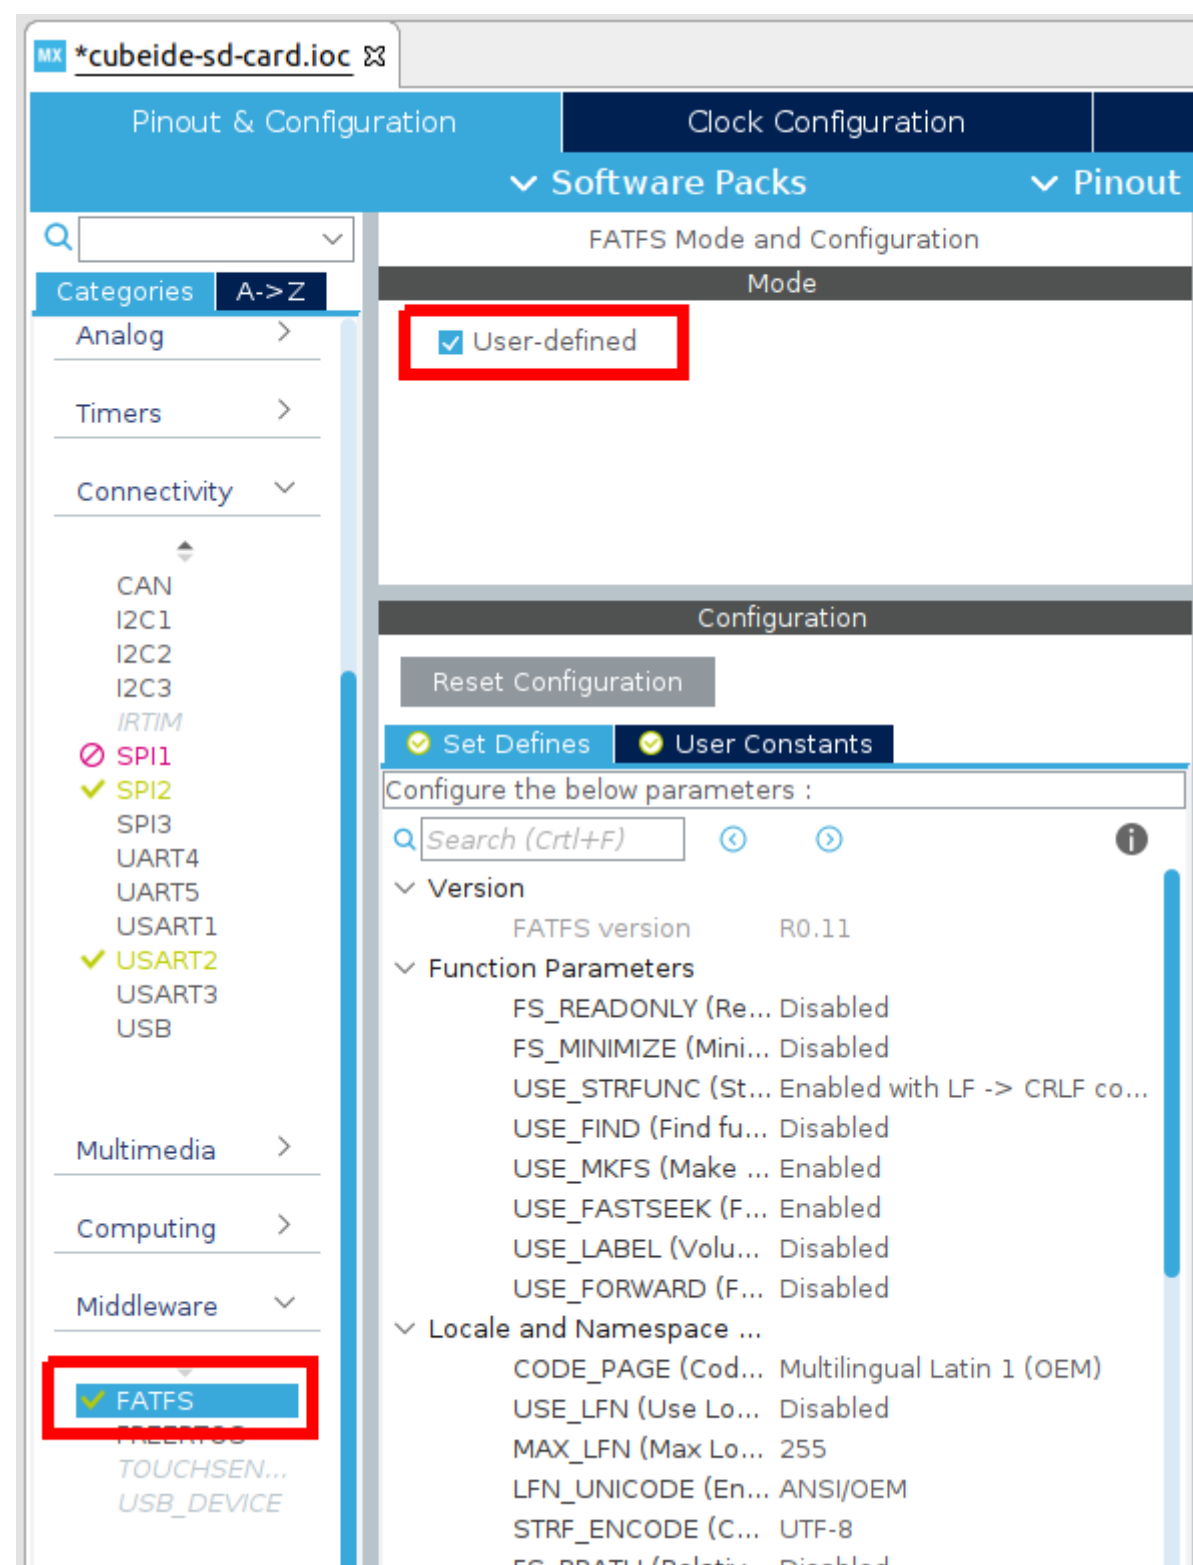 MX *cubeide-sd-card.ioc
Pinout & Configuration
Clock Configuration
Software Packs
Pinout
Categories
A->Z
Analog
Timers
Connectivity
CAN
I2C1
I2C2
I2C3
IRTIM
SPI1
SPI2
SPI3
UART4
UART5
USART1
USART2
USART3
USB
Multimedia
Computing
Middleware
FATFS
FREERTOS
TOUCHSEN...
USB_DEVICE
FATFS Mode and Configuration
Mode
User-defined
Configuration
Reset Configuration
Set Defines
User Constants
Configure the below parameters :
Search (Crtl+F)
Version
FATFS version R0.11
Function Parameters
FS_READONLY (Re... Disabled
FS_MINIMIZE (Mini... Disabled
USE_STRFUNC (St... Enabled with LF -> CRLF co...
USE_FIND (Find fu... Disabled
USE_MKFS (Make ... Enabled
USE_FASTSEEK (F... Enabled
USE_LABEL (Volu... Disabled
USE_FORWARD (F... Disabled
Locale and Namespace ...
CODE_PAGE (Cod... Multilingual Latin 1 (OEM)
USE_LFN (Use Lo... Disabled
MAX_LFN (Max Lo... 255
LFN_UNICODE (En... ANSI/OEM
STRF_ENCODE (C... UTF-8
FS_RPATH (Relativ... Disabled